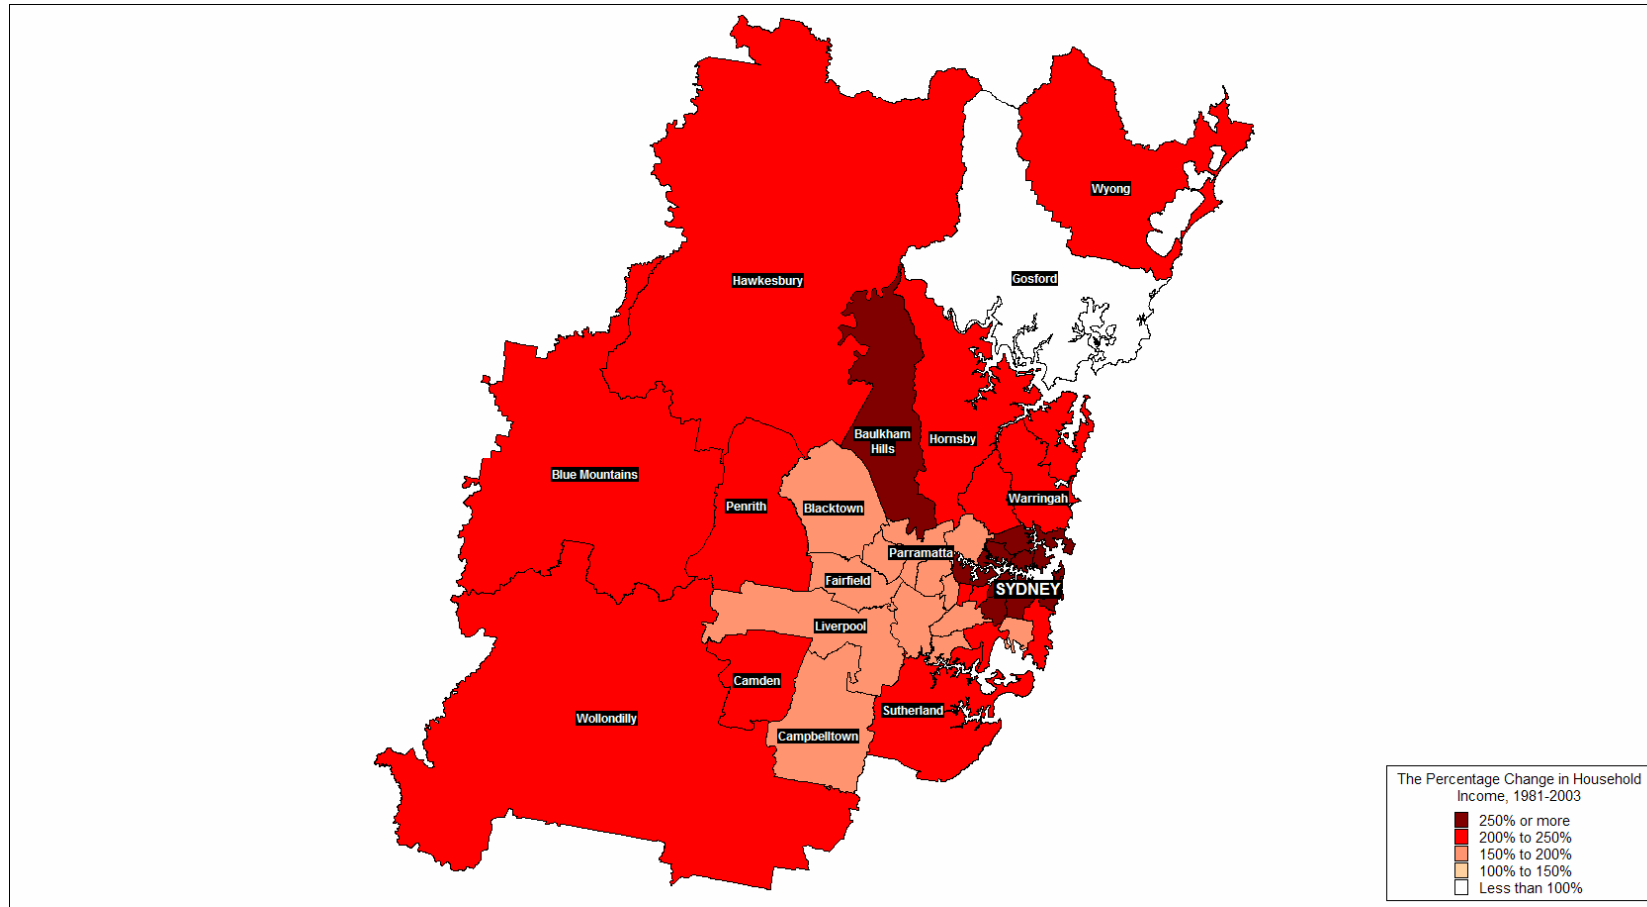 Wyong
Gosford
Hawkesbury
Baulkham
Hills
Hornsby
Blue Mountains
Warringah
Penrith
Blacktown
Parramatta
Fairfield
SYDNEY
Liverpool
Camden
Sutherland
Wollondilly
Campbelltown
The Percentage Change in Household
Income, 1981-2003
250% or more
200% to 250%
150% to 200%
100% to 150%
Less than 100%